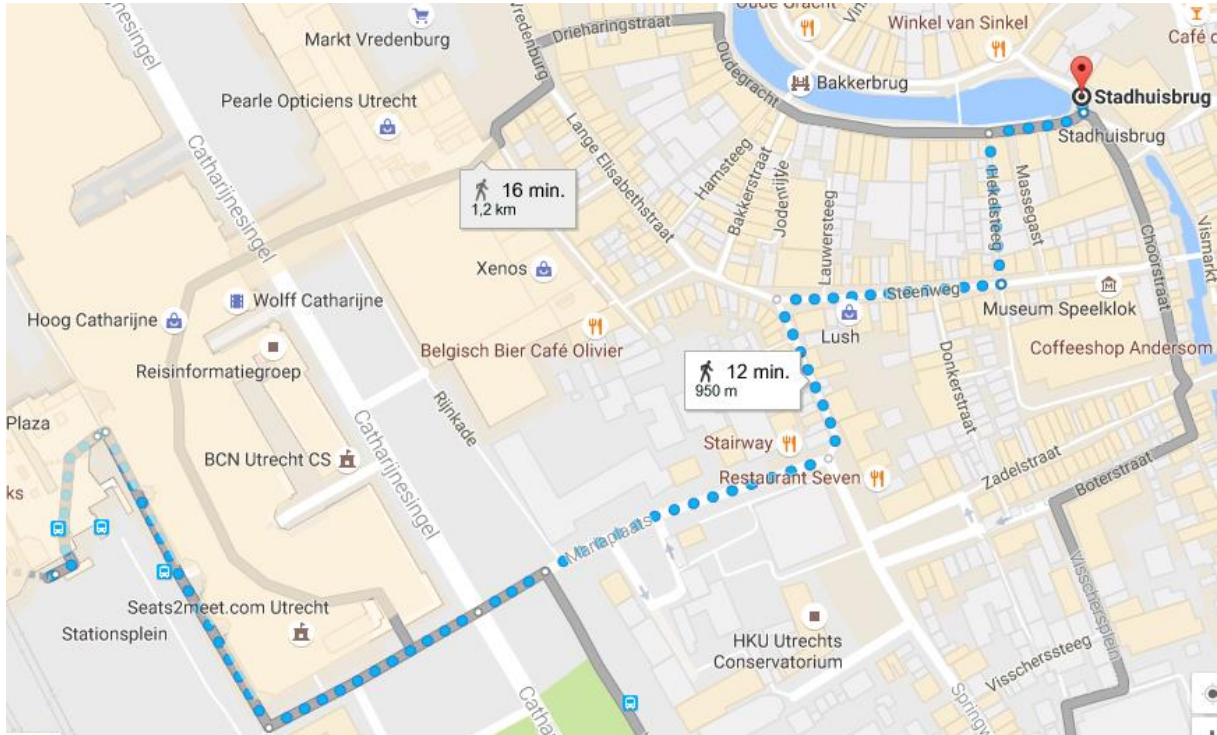 Catharijnesingel
Markt Vredenburg
Vredenburg
Drieharingstraat
Oude Gracht
Winkel van Sinkel
Pearle Opticiens Utrecht
Oudegracht
Bakkerbrug
Stadhuisbrug
Stadhuisbrug
Catharijnesingel
Lange Elisabethstraat
Hamsteeg
Bakkerstraat
Jodenrijtje
Lauwersteeg
Hekelsteeg
Massegast
Choorstraat
Vismarkt
16 min.
1,2 km
Xenos
Wolff Catharijne
Hoog Catharijne
Steenweg
Museum Speelklok
Belgisch Bier Café Olivier
Lush
Reisinformatiegroep
Coffeeshop Andersom
12 min.
950 m
Donkerstraat
Rijnkade
Plaza
Catharijnesingel
BCN Utrecht CS
Stairway
Restaurant Seven
Zadelstraat
Boterstraat
ks
Mariaplaats
Visschersplein
Seats2meet.com Utrecht
Stationsplein
HKU Utrechts
Conservatorium
Visscherssteeg